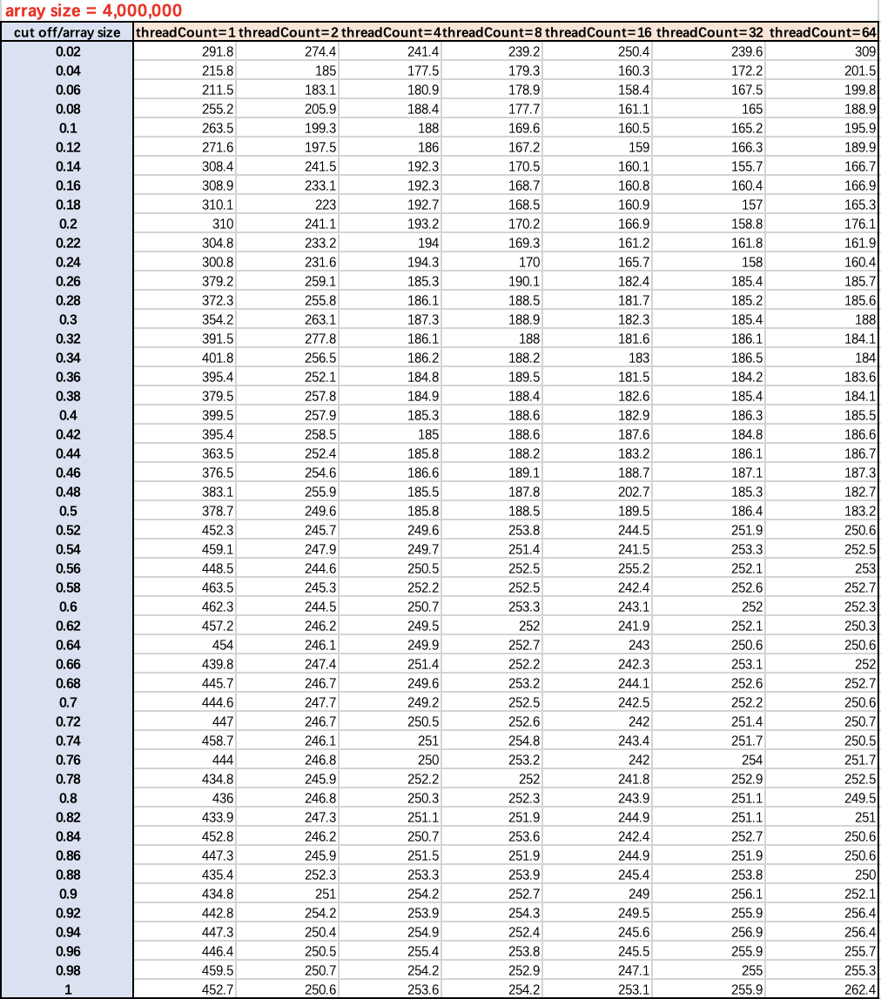 array size = 4,000,000
cut off/array size threadCount=1 threadCount=2 threadCount=4 threadCount=8 threadCount=16 threadCount=32 threadCount=64
0.02 291.8 274.4 241.4 239.2 250.4 239.6 309
0.04 215.8 185 177.5 179.3 160.3 172.2 201.5
0.06 211.5 183.1 180.9 178.9 158.4 167.5 199.8
0.08 255.2 205.9 188.4 177.7 161.1 165 188.9
0.1 263.5 199.3 188 169.6 160.5 165.2 195.9
0.12 271.6 197.5 186 167.2 159 166.3 189.9
0.14 308.4 241.5 192.3 170.5 160.1 155.7 166.7
0.16 308.9 233.1 192.3 168.7 160.8 160.4 166.9
0.18 310.1 223 192.7 168.5 160.9 157 165.3
0.2 310 241.1 193.2 170.2 166.9 158.8 176.1
0.22 304.8 233.2 194 169.3 161.2 161.8 161.9
0.24 300.8 231.6 194.3 170 165.7 158 160.4
0.26 379.2 259.1 185.3 190.1 182.4 185.4 185.7
0.28 372.3 255.8 186.1 188.5 181.7 185.2 185.6
0.3 354.2 263.1 187.3 188.9 182.3 185.4 188
0.32 391.5 277.8 186.1 188 181.6 186.1 184.1
0.34 401.8 256.5 186.2 188.2 183 186.5 184
0.36 395.4 252.1 184.8 189.5 181.5 184.2 183.6
0.38 379.5 257.8 184.9 188.4 182.6 185.4 184.1
0.4 399.5 257.9 185.3 188.6 182.9 186.3 185.5
0.42 395.4 258.5 185 188.6 187.6 184.8 186.6
0.44 363.5 252.4 185.8 188.2 183.2 186.1 186.7
0.46 376.5 254.6 186.6 189.1 188.7 187.1 187.3
0.48 383.1 255.9 185.5 187.8 202.7 185.3 182.7
0.5 378.7 249.6 185.8 188.5 189.5 186.4 183.2
0.52 452.3 245.7 249.6 253.8 244.5 251.9 250.6
0.54 459.1 247.9 249.7 251.4 241.5 253.3 252.5
0.56 448.5 244.6 250.5 252.5 255.2 252.1 253
0.58 463.5 245.3 252.2 252.5 242.4 252.6 252.7
0.6 462.3 244.5 250.7 253.3 243.1 252 252.3
0.62 457.2 246.2 249.5 252 241.9 252.1 250.3
0.64 454 246.1 249.9 252.7 243 250.6 250.6
0.66 439.8 247.4 251.4 252.2 242.3 253.1 252
0.68 445.7 246.7 249.6 253.2 244.1 252.6 252.7
0.7 444.6 247.7 249.2 252.5 242.5 252.2 250.6
0.72 447 246.7 250.5 252.6 242 251.4 250.7
0.74 458.7 246.1 251 254.8 243.4 251.7 250.5
0.76 444 246.8 250 253.2 242 254 251.7
0.78 434.8 245.9 252.2 252 241.8 252.9 252.5
0.8 436 246.8 250.3 252.3 243.9 251.1 249.5
0.82 433.9 247.3 251.1 251.9 244.9 251.1 251
0.84 452.8 246.2 250.7 253.6 242.4 252.7 250.6
0.86 447.3 245.9 251.5 251.9 244.9 251.9 250.6
0.88 435.4 252.3 253.3 253.9 245.4 253.8 250
0.9 434.8 251 254.2 252.7 249 256.1 252.1
0.92 442.8 254.2 253.9 254.3 249.5 255.9 256.4
0.94 447.3 250.4 254.9 252.4 245.6 256.9 256.4
0.96 446.4 250.5 255.4 253.8 245.5 255.9 255.7
0.98 459.5 250.7 254.2 252.9 247.1 255 255.3
1 452.7 250.6 253.6 254.2 253.1 255.9 262.4